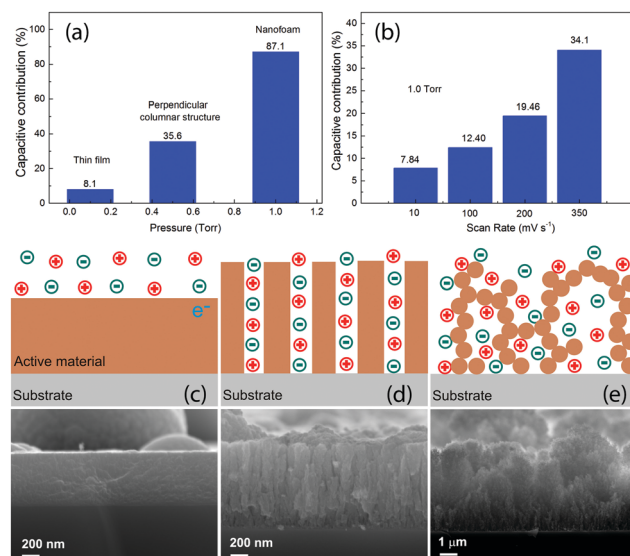 (a)
Capacitive contribution (%)
100
80
60
40
20
0
Thin film
8.1
Perpendicular
columnar structure
35.6
Nanofoam
87.1
0.0 0.2 0.4 0.6 0.8 1.0 1.2
Pressure (Torr)
(b)
Capacitive contribution (%)
40
35
30
25
20
15
10
5
0
1.0 Torr
7.84
12.40
19.46
34.1
10 100 200 350
Scan Rate (mV s⁻¹)
e⁻
Active material
Substrate (c)
Substrate (d)
Substrate (e)
200 nm
200 nm
1 µm